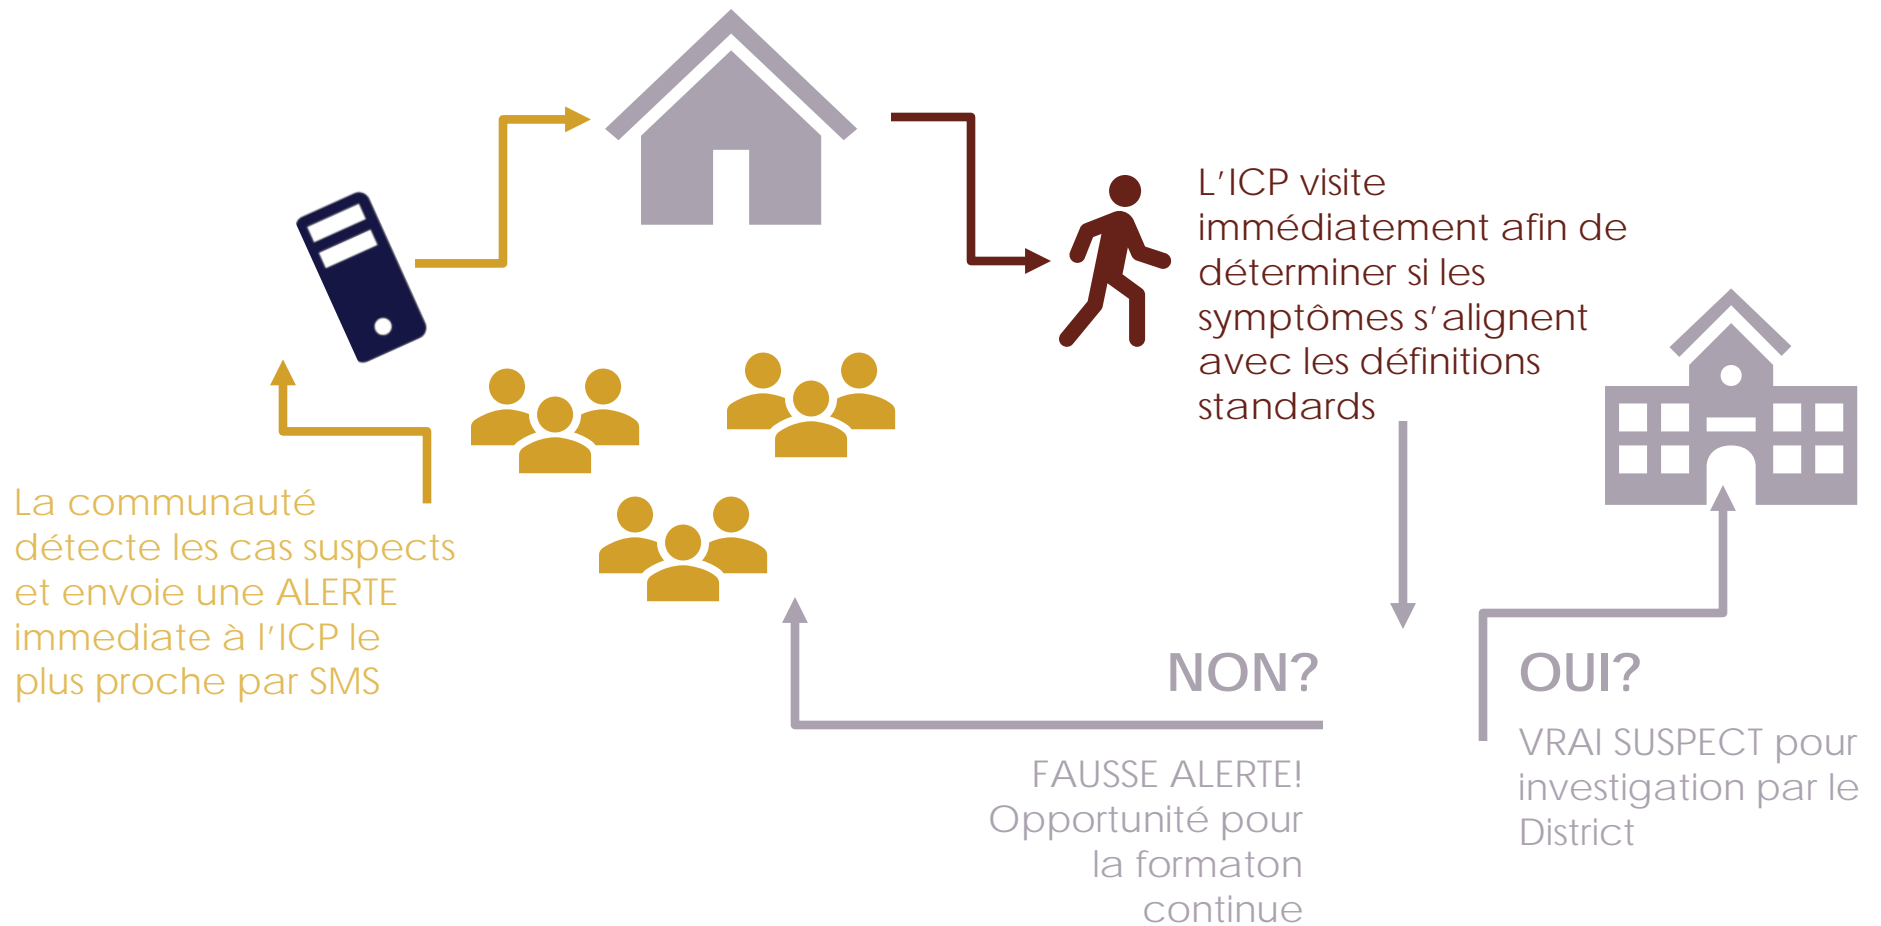 L'ICP visite
immédiatement afin de
déterminer si les
symptômes s'alignent
avec les définitions
standards
La communauté
détecte les cas suspects
et envoie une ALERTE
immediate à l'ICP le
plus proche par SMS
NON?
FAUSSE ALERTE!
Opportunité pour
la formaton
continue
OUI?
VRAI SUSPECT pour
investigation par le
District